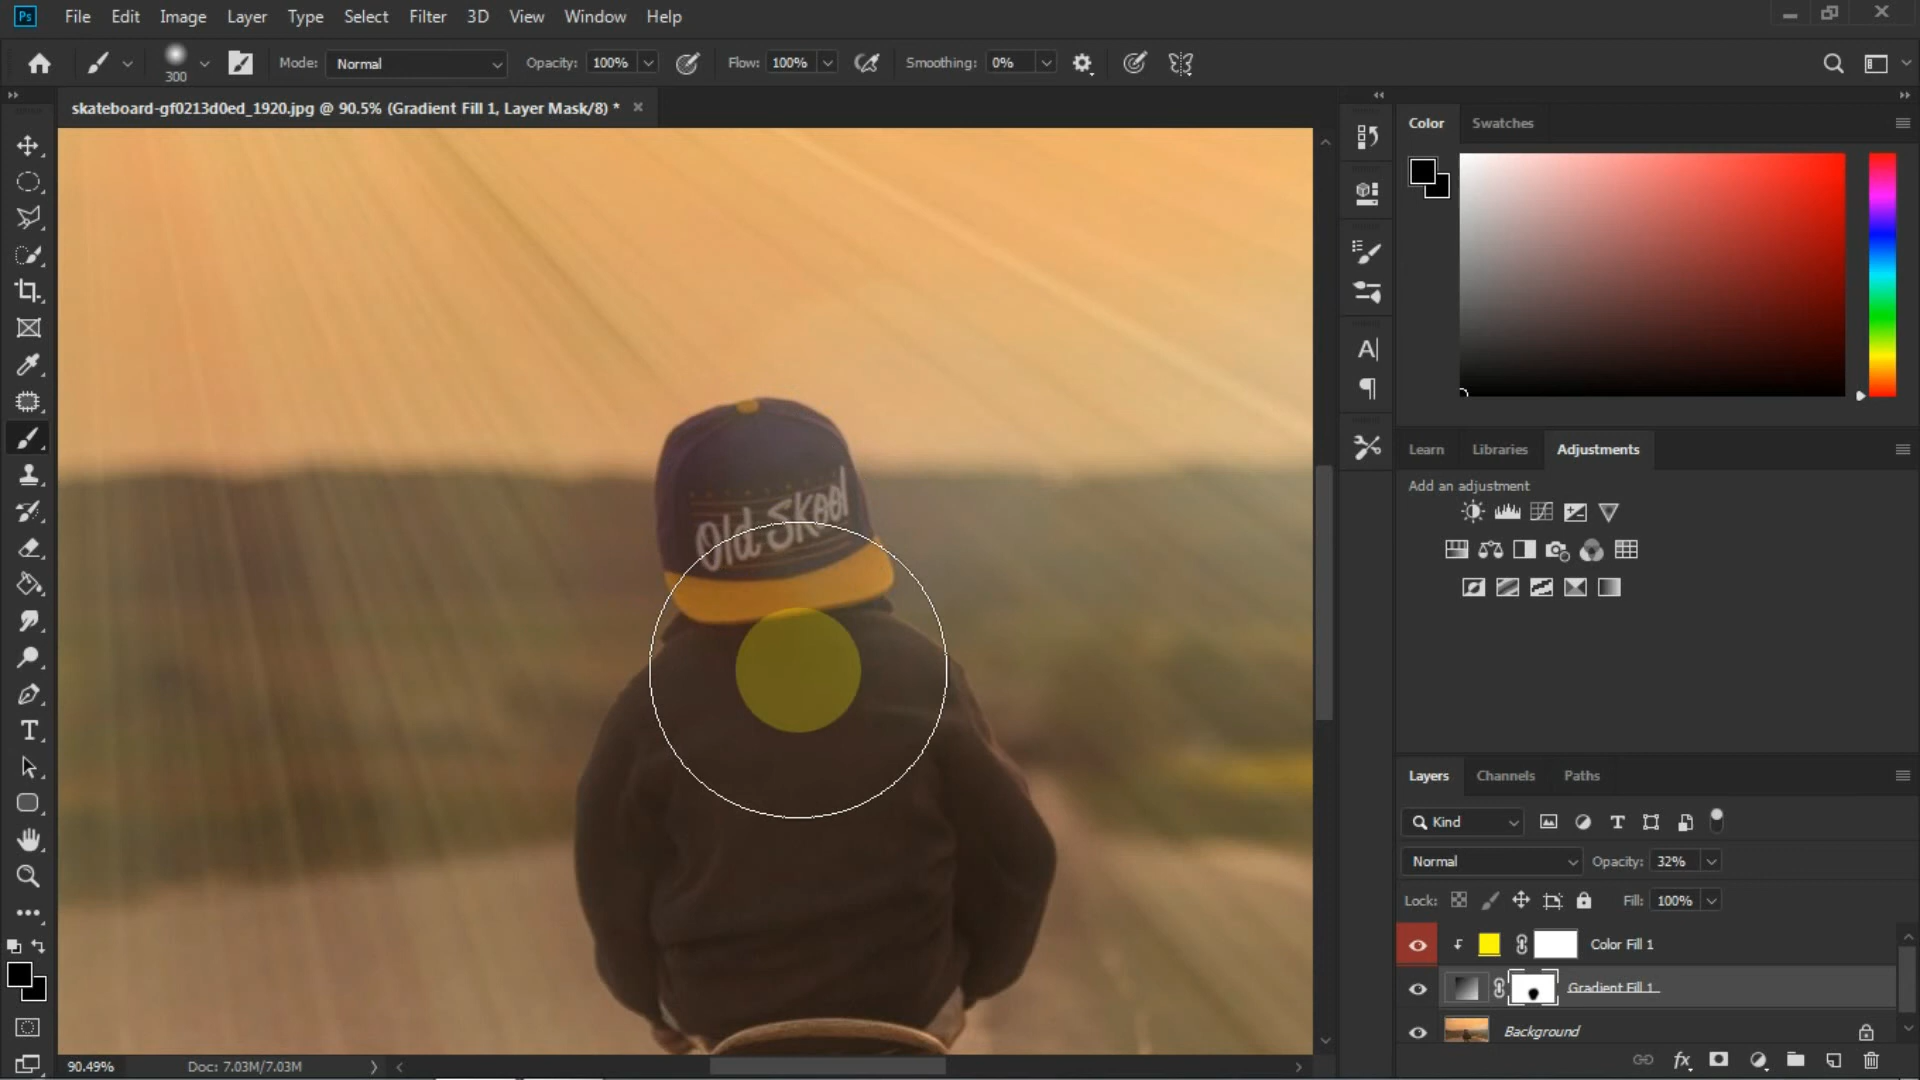 Ps File Edit Image Layer Type Select Filter 3D View Window Help
300 Mode: Normal Opacity: 100% Flow: 100% Smoothing: 0%
skateboard-gf0213d0ed_1920.jpg @ 90.5% (Gradient Fill 1, Layer Mask/8) *
Color Swatches
Old Skool
Learn Libraries Adjustments
Add an adjustment
Layers Channels Paths
Kind
Normal Opacity: 32%
Lock: Fill: 100%
Color Fill 1
Gradient Fill 1
Background
90.49% Doc: 7.03M/7.03M